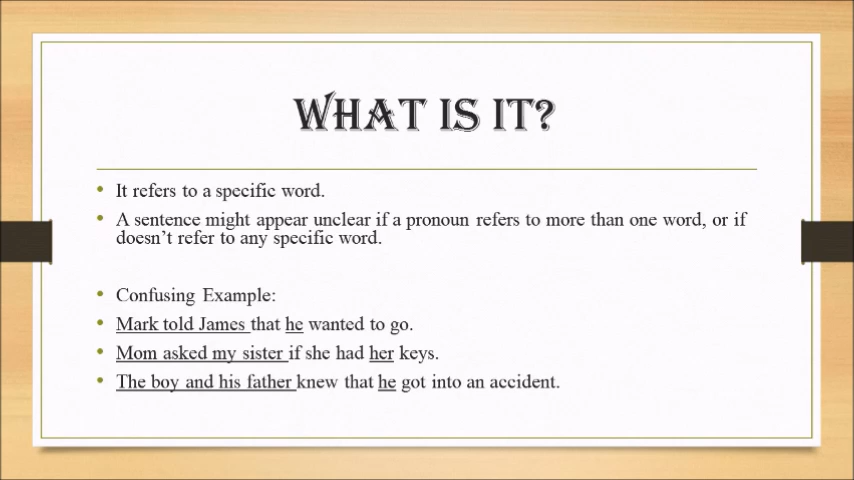 WHAT IS IT?
• It refers to a specific word.
• A sentence might appear unclear if a pronoun refers to more than one word, or if
doesn't refer to any specific word.
• Confusing Example:
• Mark told James that he wanted to go.
• Mom asked my sister if she had her keys.
• The boy and his father knew that he got into an accident.